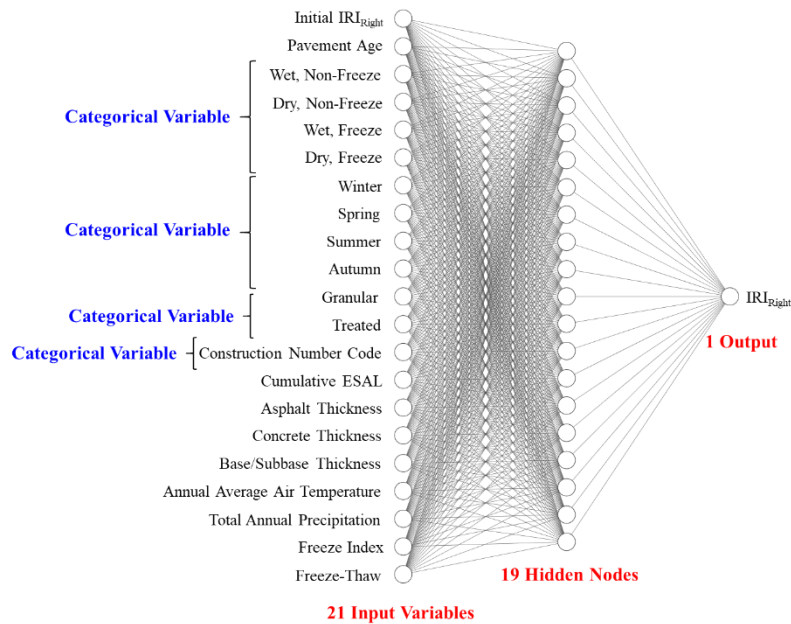 Initial IRIRight
Pavement Age
Wet, Non-Freeze
Dry, Non-Freeze
Wet, Freeze
Dry, Freeze
Categorical Variable
Winter
Spring
Summer
Autumn
Categorical Variable
Granular
Treated
Categorical Variable
Construction Number Code
Categorical Variable
Cumulative ESAL
Asphalt Thickness
Concrete Thickness
Base/Subbase Thickness
Annual Average Air Temperature
Total Annual Precipitation
Freeze Index
Freeze-Thaw
21 Input Variables
19 Hidden Nodes
IRIRight
1 Output